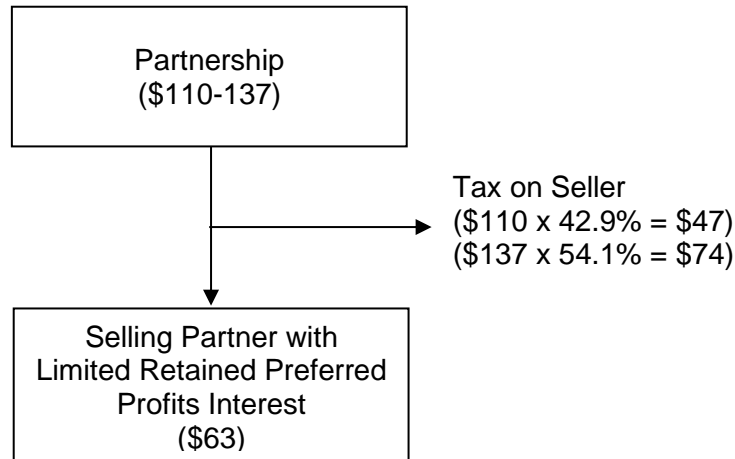 Partnership
($110-137)
Tax on Seller
($110 x 42.9% = $47)
($137 x 54.1% = $74)
Selling Partner with
Limited Retained Preferred
Profits Interest
($63)